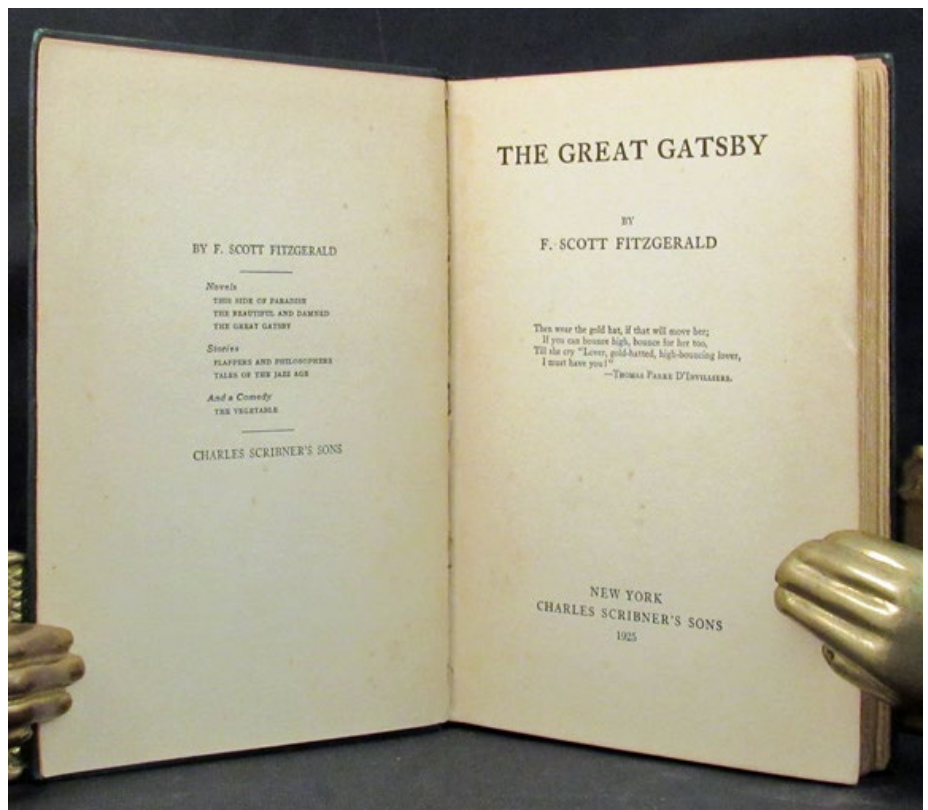 BY F. SCOTT FITZGERALD
Novels
THIS SIDE OF PARADISE
THE BEAUTIFUL AND DAMNED
THE GREAT GATSBY
Stories
FLAPPERS AND PHILOSOPHERS
TALES OF THE JAZZ AGE
And a Comedy
THE VEGETABLE
CHARLES SCRIBNER'S SONS
THE GREAT GATSBY
BY
F. SCOTT FITZGERALD
Then wear the gold hat, if that will move her;
If you can bounce high, bounce for her too,
Till she cry "Lover, gold-hatted, high-bouncing lover,
I must have you!"
—THOMAS PARKE D'INVILLIERS.
NEW YORK
CHARLES SCRIBNER'S SONS
1925